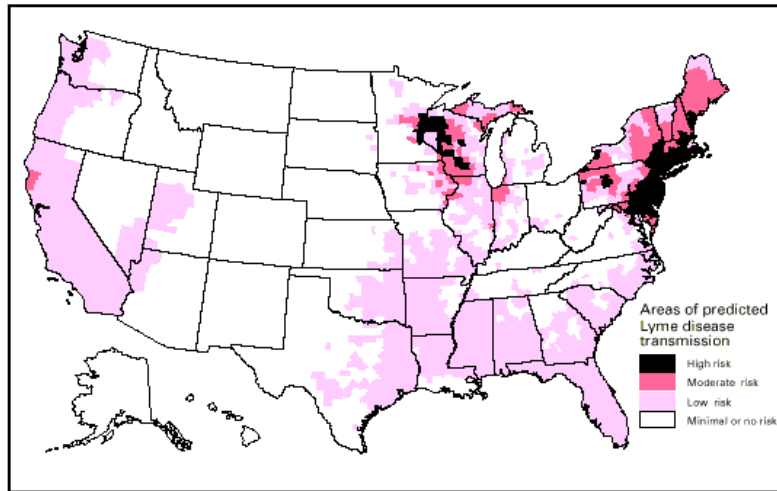 Areas of predicted
Lyme disease
transmission
High risk
Moderate risk
Low risk
Minimal or no risk